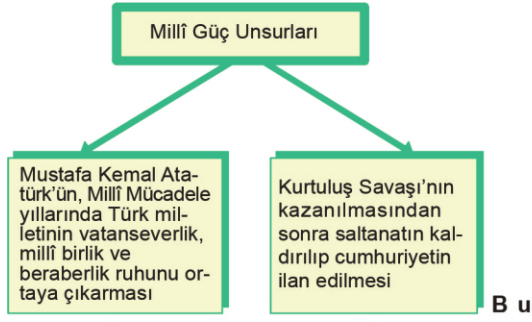 Millî Güç Unsurları
Mustafa Kemal Ata-
türk'ün, Millî Mücadele
yıllarında Türk mil-
letinin vatanseverlik,
millî birlik ve
beraberlik ruhunu or-
taya çıkarması
Kurtuluş Savaşı'nın
kazanılmasından
sonra saltanatın kal-
dırılıp cumhuriyetin
ilan edilmesi
B u